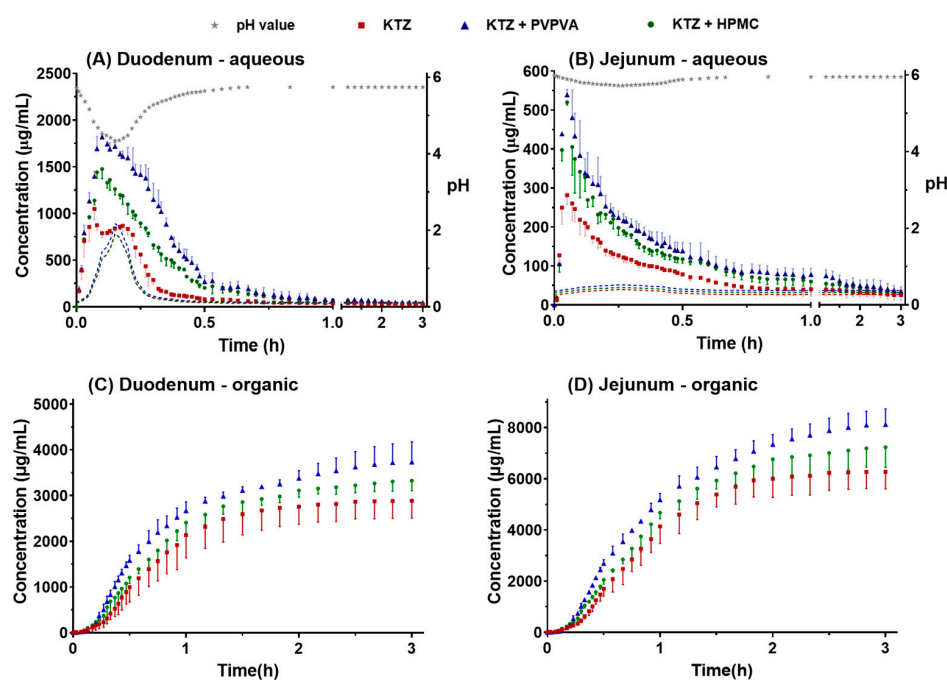 pH value KTZ KTZ + PVPVA KTZ + HPMC
(A) Duodenum - aqueous
Concentration (µg/mL)
2500
2000
1500
1000
500
0
6
4
2
0
pH
0.0 0.5 1.0 2 3
Time (h)
(B) Jejunum - aqueous
Concentration (µg/mL)
600
500
400
300
200
100
0
6
4
2
0
pH
0.0 0.5 1.0 2 3
Time (h)
(C) Duodenum - organic
Concentration (µg/mL)
5000
4000
3000
2000
1000
0
0 1 2 3
Time(h)
(D) Jejunum - organic
Concentration (µg/mL)
8000
6000
4000
2000
0
0 1 2 3
Time(h)